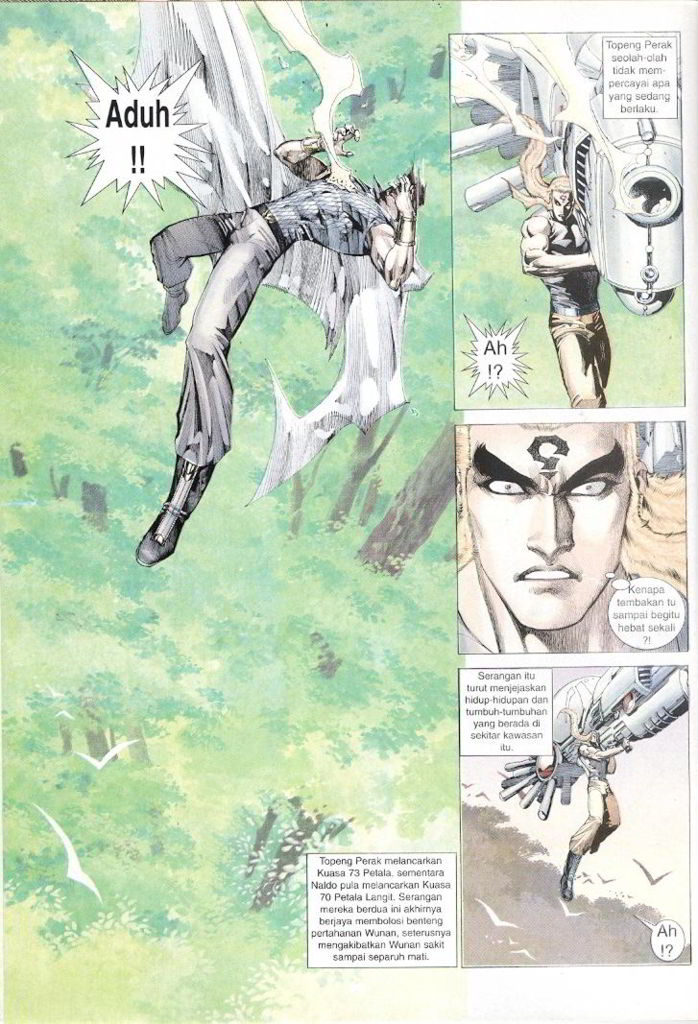 Aduh
!!
Topeng Perak
seolah-olah
tidak mem-
percayai apa
yang sedang
berlaku.
Ah
!?
Kenapa
tembakan tu
sampai begitu
hebat sekali
?!
Serangan itu
turut menjejaskan
hidup-hidupan dan
tumbuh-tumbuhan
yang berada di
sekitar kawasan
itu.
Topeng Perak melancarkan
Kuasa 73 Petala, sementara
Naldo pula melancarkan Kuasa
70 Petala Langit. Serangan
mereka berdua ini akhirnya
berjaya membolosi benteng
pertahanan Wunan, seterusnya
mengakibatkan Wunan sakit
sampai separuh mati.
Ah
!?